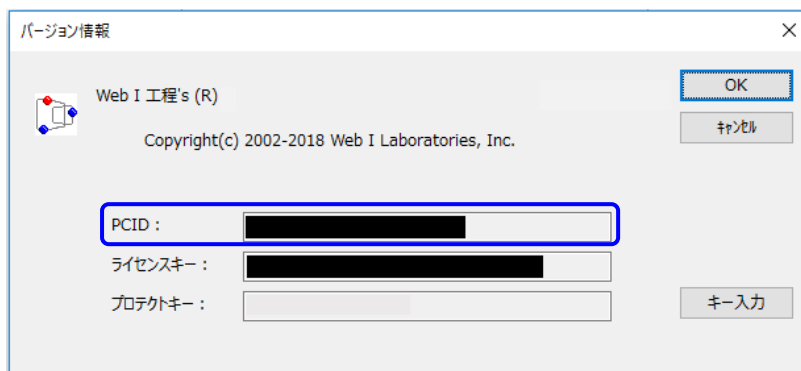 バージョン情報
Web I 工程's (R)
OK
Copyright(c) 2002-2018 Web I Laboratories, Inc.
キャンセル
PCID :
ライセンスキー :
プロテクトキー :
キー入力